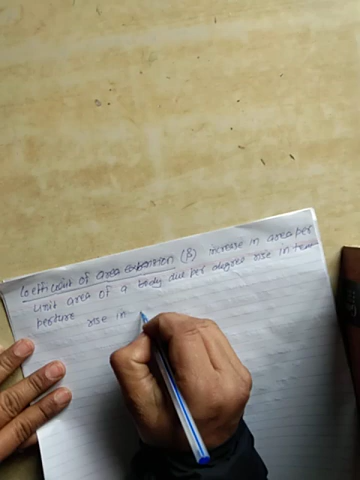 Coefficient of area expansion (β) increase in area per
unit area of a body due per degree rise in tem
perture rise in